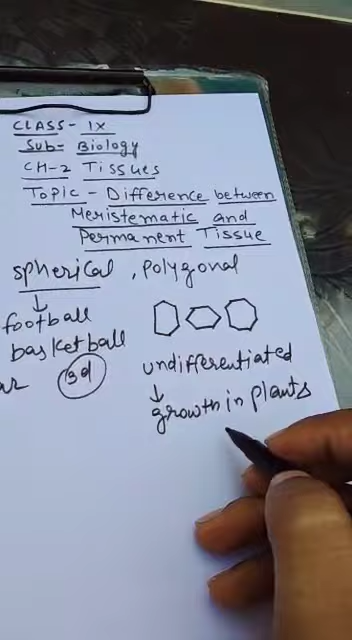 CLASS- IX
Sub= Biology
CH-2 Tissues
Topic - Difference between
Meristematic and
Permanent Tissue
spherical, polygonal
↓
football
basketball
3d
undifferentiated
↓
growth in plants